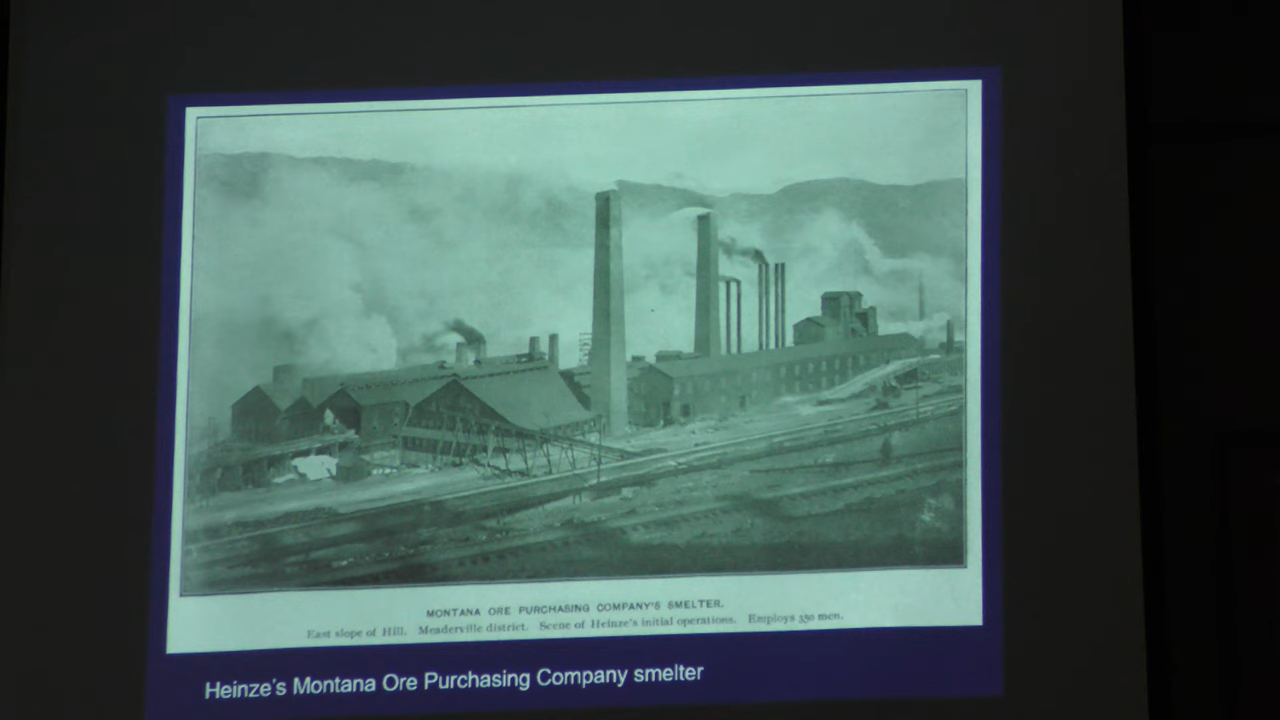 MONTANA ORE PURCHASING COMPANY'S SMELTER.
East slope of Hill. Meaderville district. Scene of Heinze's initial operations. Employs 350 men.
Heinze's Montana Ore Purchasing Company smelter